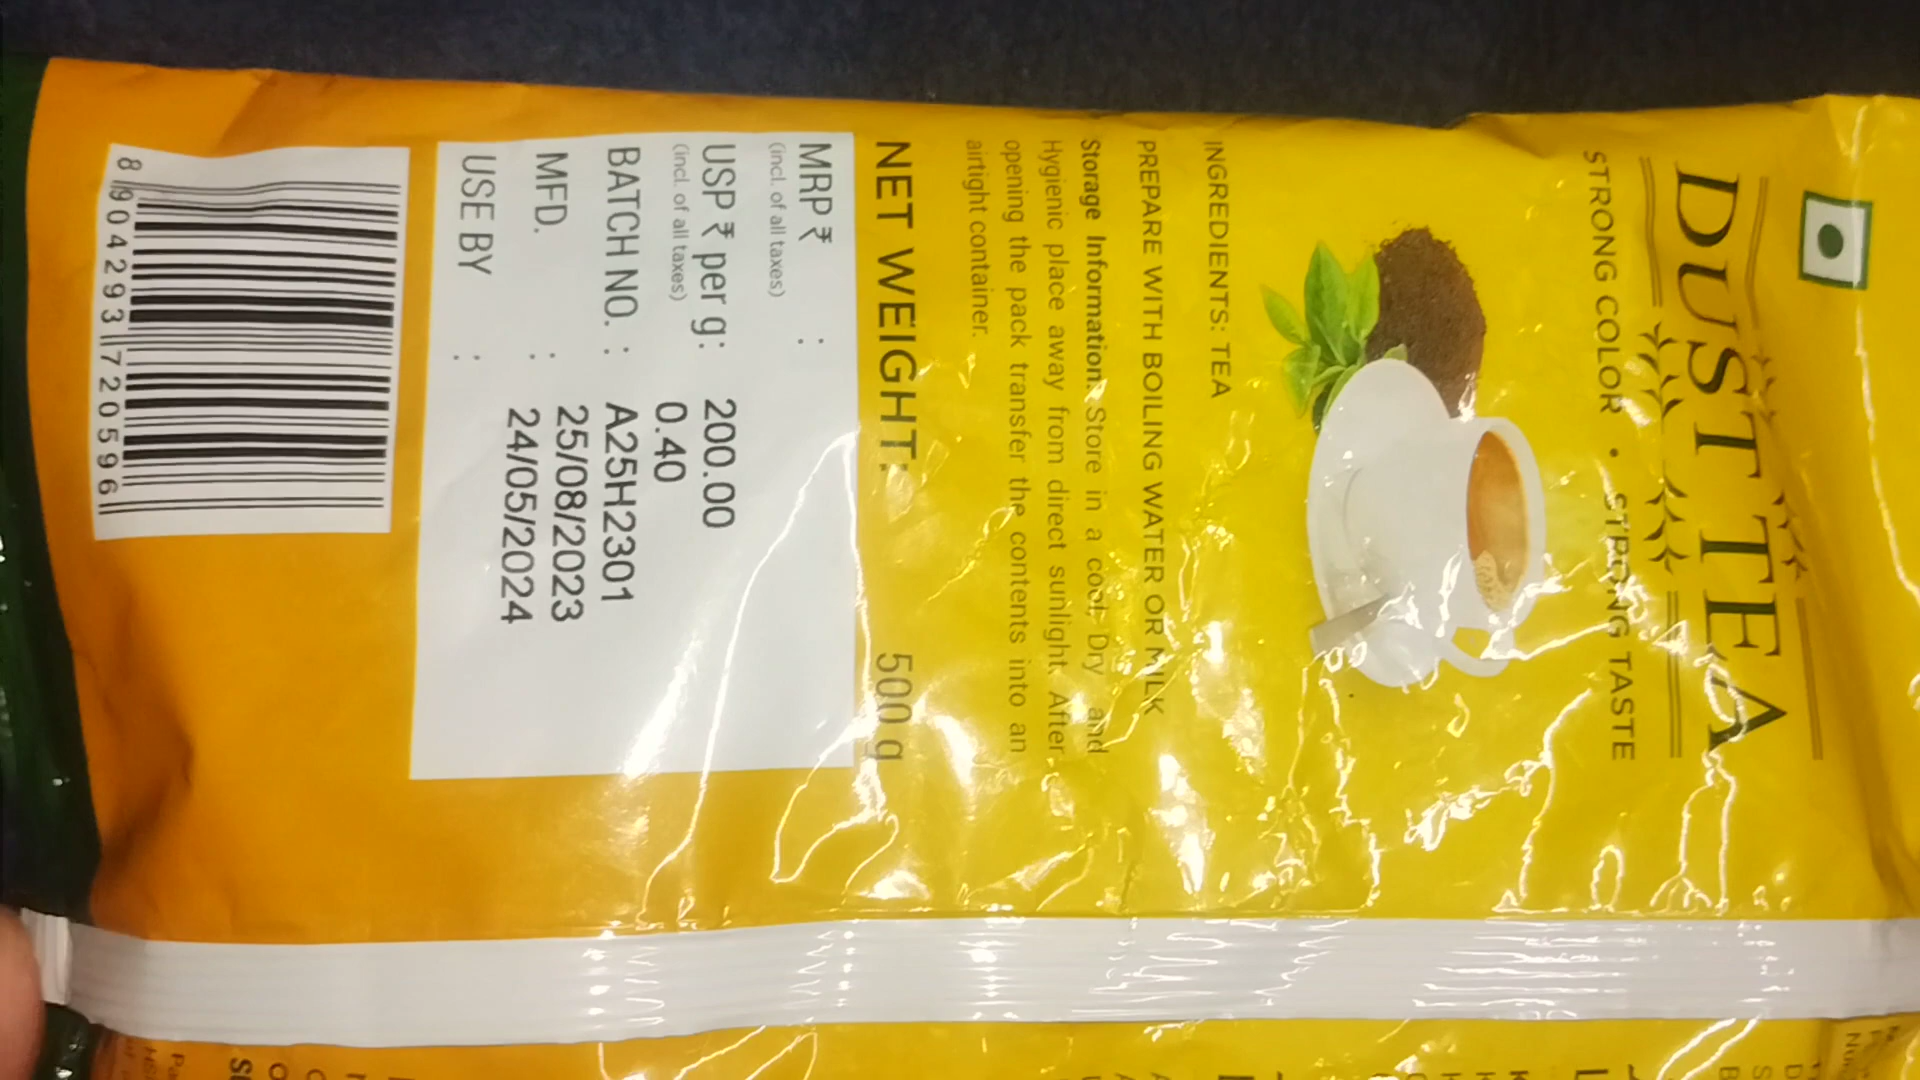 DUST TEA
STRONG COLOR • STRONG TASTE
INGREDIENTS: TEA
PREPARE WITH BOILING WATER OR MILK
Storage Information: Store in a cool, Dry and
Hygienic place away from direct sunlight. After
opening the pack transfer the contents into an
airtight container.
NET WEIGHT: 500 g
MRP ₹ :
(incl. of all taxes)
200.00
USP ₹ per g:
(incl. of all taxes)
0.40
BATCH NO. : A25H2301
MFD. : 25/08/2023
USE BY : 24/05/2024
8 904293 720596